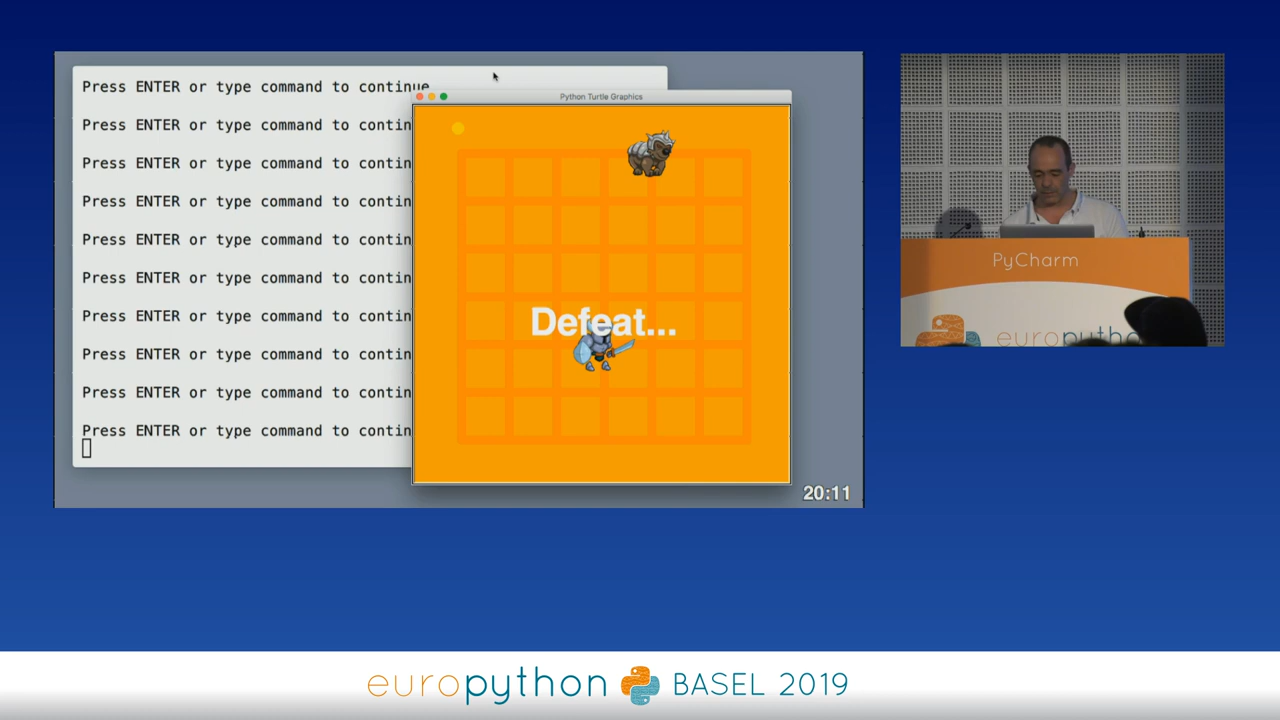 Press ENTER or type command to continue
Press ENTER or type command to contin
Press ENTER or type command to contin
Press ENTER or type command to contin
Press ENTER or type command to contin
Press ENTER or type command to contin
Press ENTER or type command to contin
Press ENTER or type command to contin
Press ENTER or type command to contin
Press ENTER or type command to contin
Python Turtle Graphics
Defeat...
20:11
PyCharm
europython
europython BASEL 2019